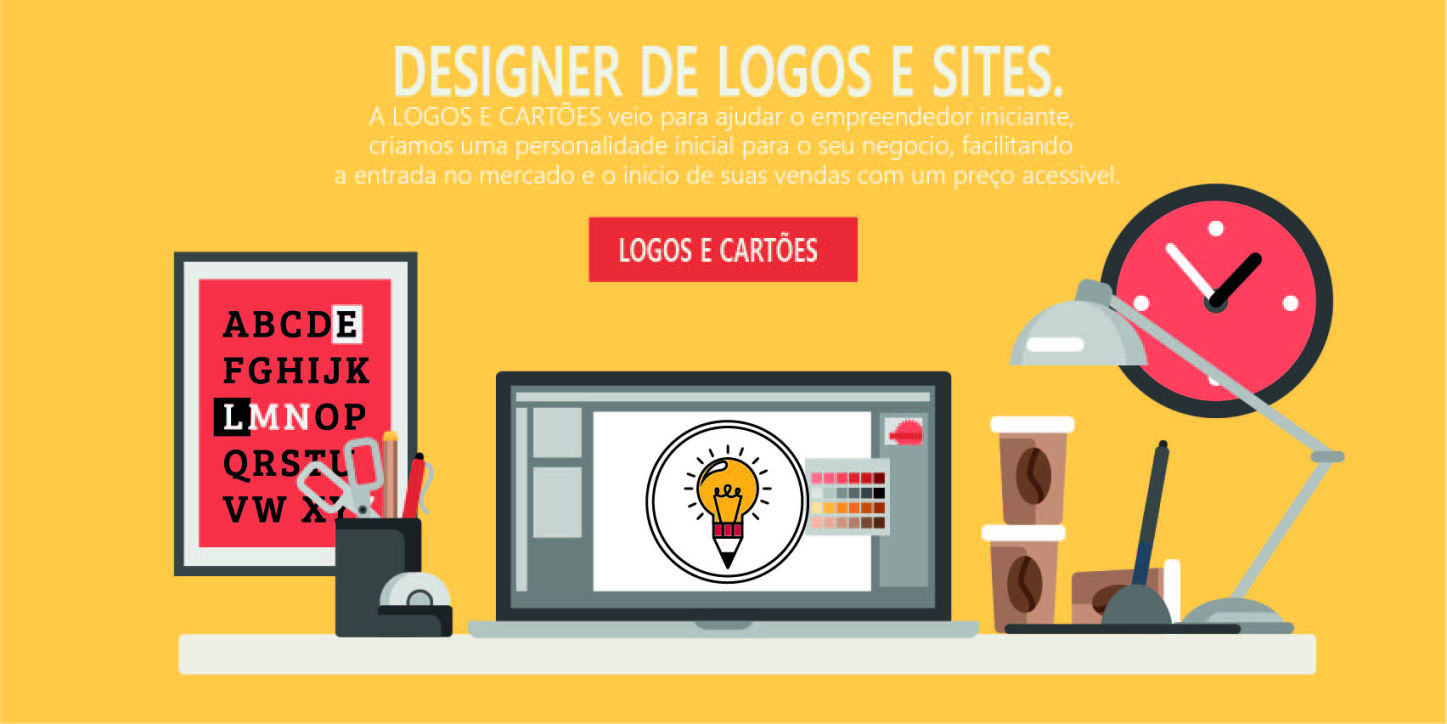 DESIGNER DE LOGOS E SITES.
A LOGOS E CARTÕES veio para ajudar o empreendedor iniciante,
criamos uma personalidade inicial para o seu negocio, facilitando
a entrada no mercado e o inicio de suas vendas com um preço acessivel.
LOGOS E CARTÕES
ABCDE
FGHIJK
LMNOP
QRSTU
VW XYZ